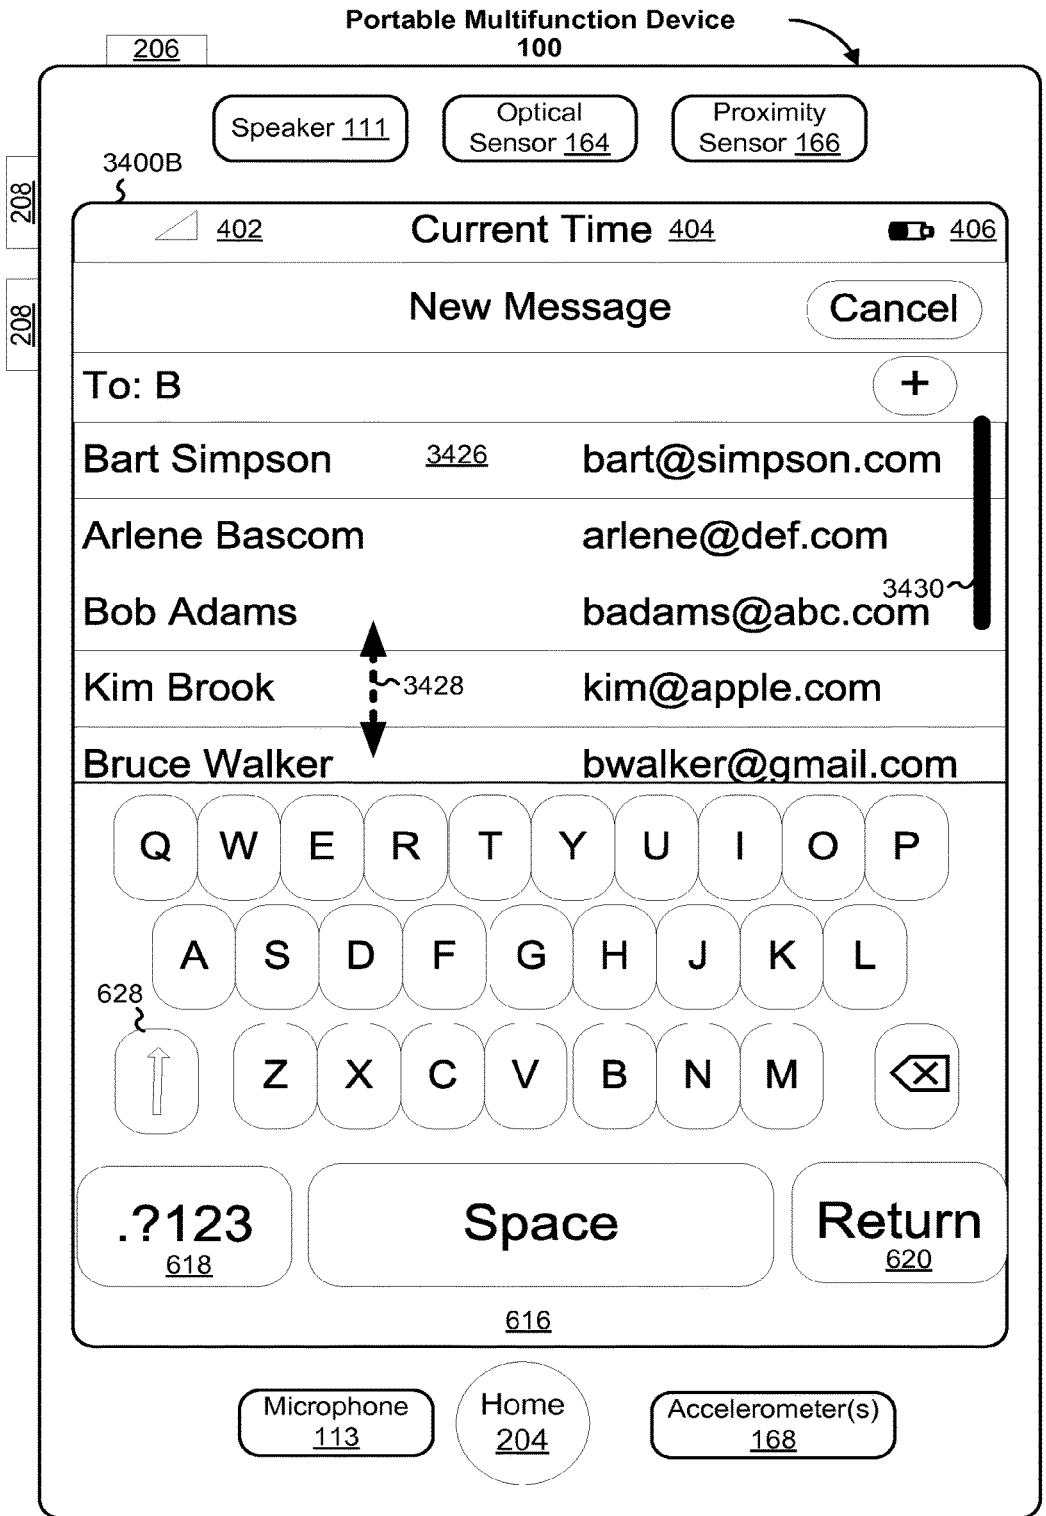 Portable Multifunction Device
100
206
Speaker 111
Optical
Sensor 164
Proximity
Sensor 166
3400B
208
208
402 Current Time 404 406
New Message Cancel
To: B +
Bart Simpson 3426 bart@simpson.com
Arlene Bascom arlene@def.com
3430
Bob Adams badams@abc.com
Kim Brook 3428 kim@apple.com
Bruce Walker bwalker@gmail.com
Q W E R T Y U I O P
A S D F G H J K L
628
Z X C V B N M
.?123
618
Space
Return
620
616
Microphone
113
Home
204
Accelerometer(s)
168